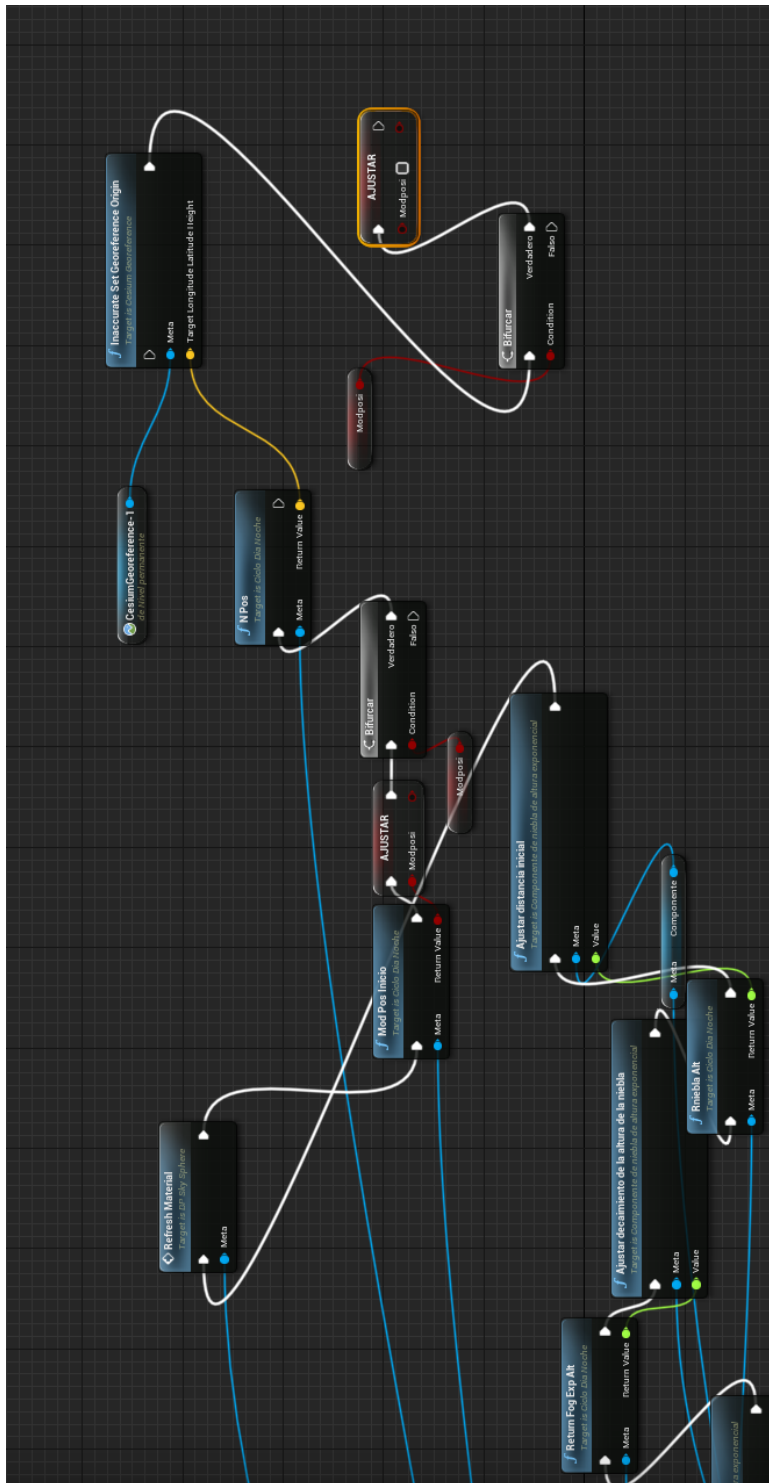 Inaccurate Set Georeference Origin
Target is Cesium Georeference
Meta
Target Longitude Latitude Height
AJUSTAR
Modposi
Bifurcar
Verdadero
Condition
Falso
Modposi
CesiumGeoreference-1
de Nivel permanente
N Pos
Target is Ciclo Dia Noche
Meta
Return Value
Bifurcar
Verdadero
Condition
Falso
AJUSTAR
Modposi
Modposi
Mod Pos Inicio
Target is Ciclo Dia Noche
Meta
Return Value
Refresh Material
Target is BP Sky Sphere
Meta
Ajustar distancia inicial
Target is Componente de niebla de altura exponencial
Meta
Value
Meta
Componente
Rniebla Alt
Target is Ciclo Dia Noche
Meta
Return Value
Ajustar decaimiento de la altura de la niebla
Target is Componente de niebla de altura exponencial
Meta
Value
Return Fog Exp Alt
Target is Ciclo Dia Noche
Meta
Return Value
exponencial